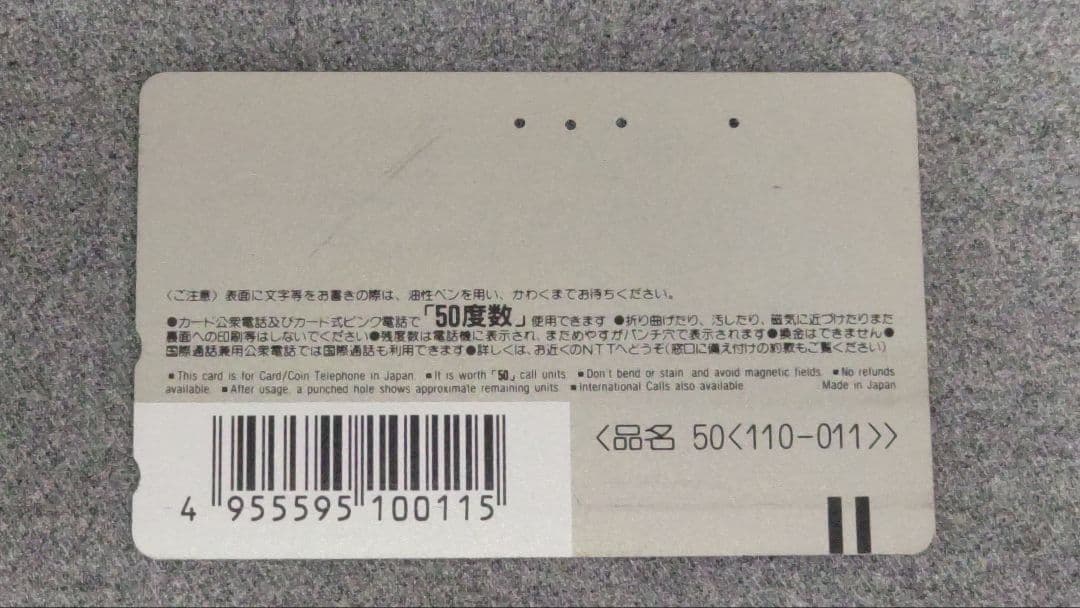 〈ご注意〉表面に文字等をお書きの際は、油性ペンを用い、かわくまでお待ちください。
●カード公衆電話及びカード式ピンク電話で「50度数」使用できます ●折り曲げたり、汚したり、磁気に近づけたりまた
裏面への印刷等はしないでください●残度数は電話機に表示され、まためやすがパンチ穴で表示されます●換金はできません●
国際通話兼用公衆電話では国際通話も利用できます●詳しくは、お近くのNTTへどうぞ(窓口に備え付けの約款もご覧ください)
■This card is for Card/Coin Telephone in Japan. ■It is worth「50」call units. ■Don't bend or stain and avoid magnetic fields. ■No refunds
available. ■After usage, a punched hole shows approximate remaining units. ■International Calls also available. Made in Japan
〈品名 50〈110-011〉〉
4 955595 100115